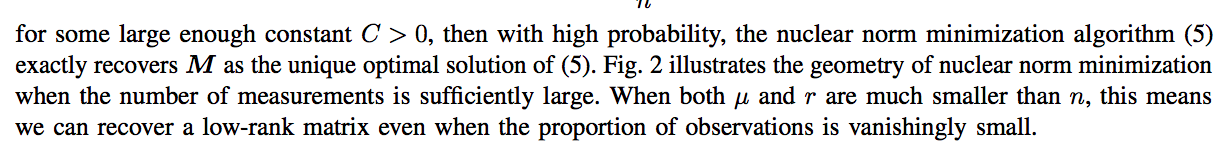 n
for some large enough constant C > 0, then with high probability, the nuclear norm minimization algorithm (5)
exactly recovers M as the unique optimal solution of (5). Fig. 2 illustrates the geometry of nuclear norm minimization
when the number of measurements is sufficiently large. When both μ and r are much smaller than n, this means
we can recover a low-rank matrix even when the proportion of observations is vanishingly small.